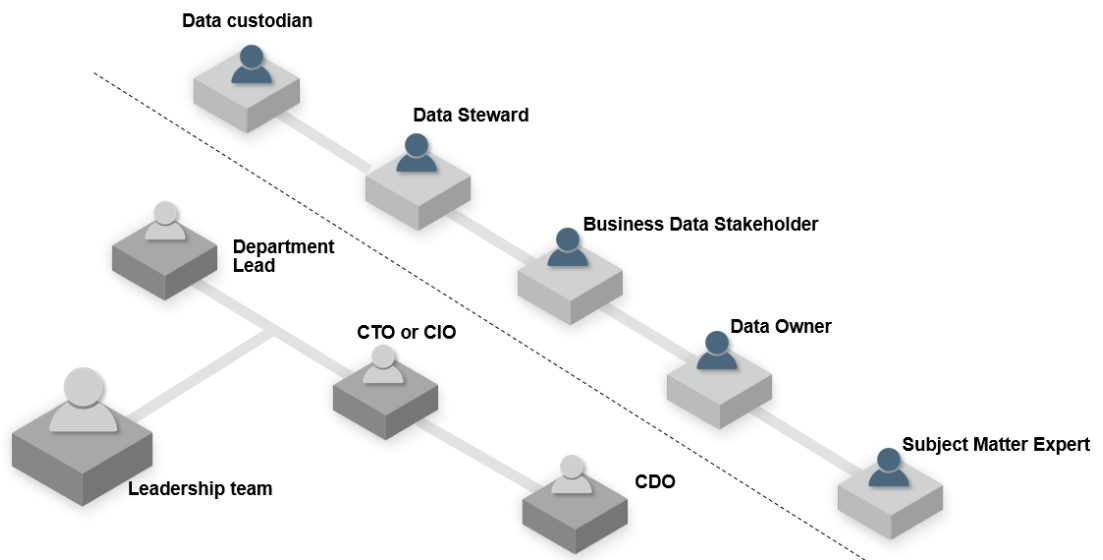 Data custodian
Data Steward
Business Data Stakeholder
Department
Lead
Data Owner
CTO or CIO
Subject Matter Expert
CDO
Leadership team